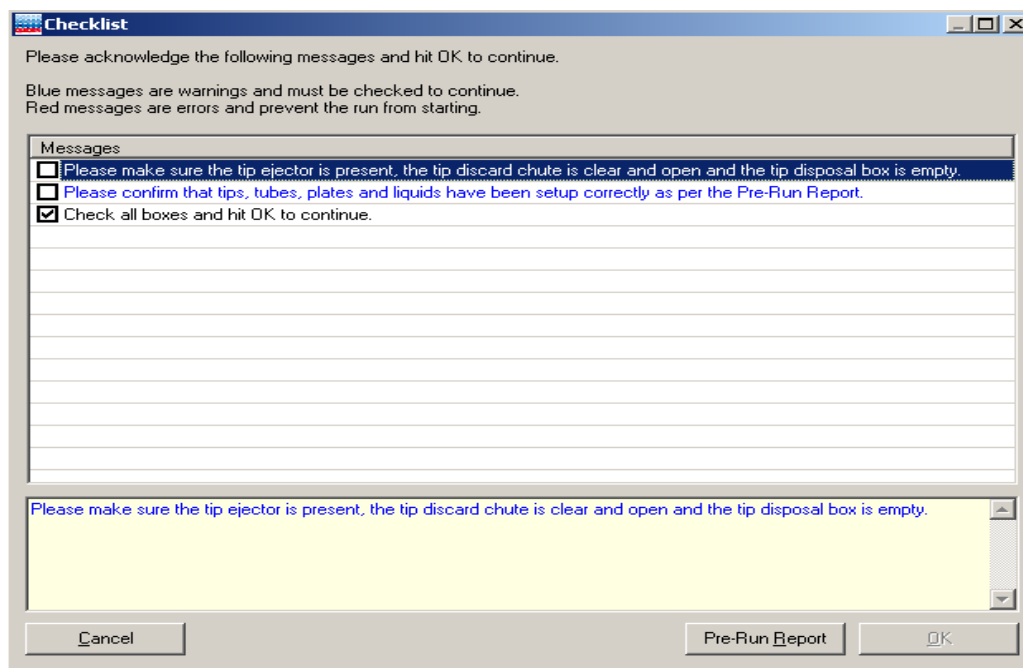 Checklist
Please acknowledge the following messages and hit OK to continue.
Blue messages are warnings and must be checked to continue.
Red messages are errors and prevent the run from starting.
Messages
Please make sure the tip ejector is present, the tip discard chute is clear and open and the tip disposal box is empty.
Please confirm that tips, tubes, plates and liquids have been setup correctly as per the Pre-Run Report.
Check all boxes and hit OK to continue.
Please make sure the tip ejector is present, the tip discard chute is clear and open and the tip disposal box is empty.
Cancel Pre-Run Report OK